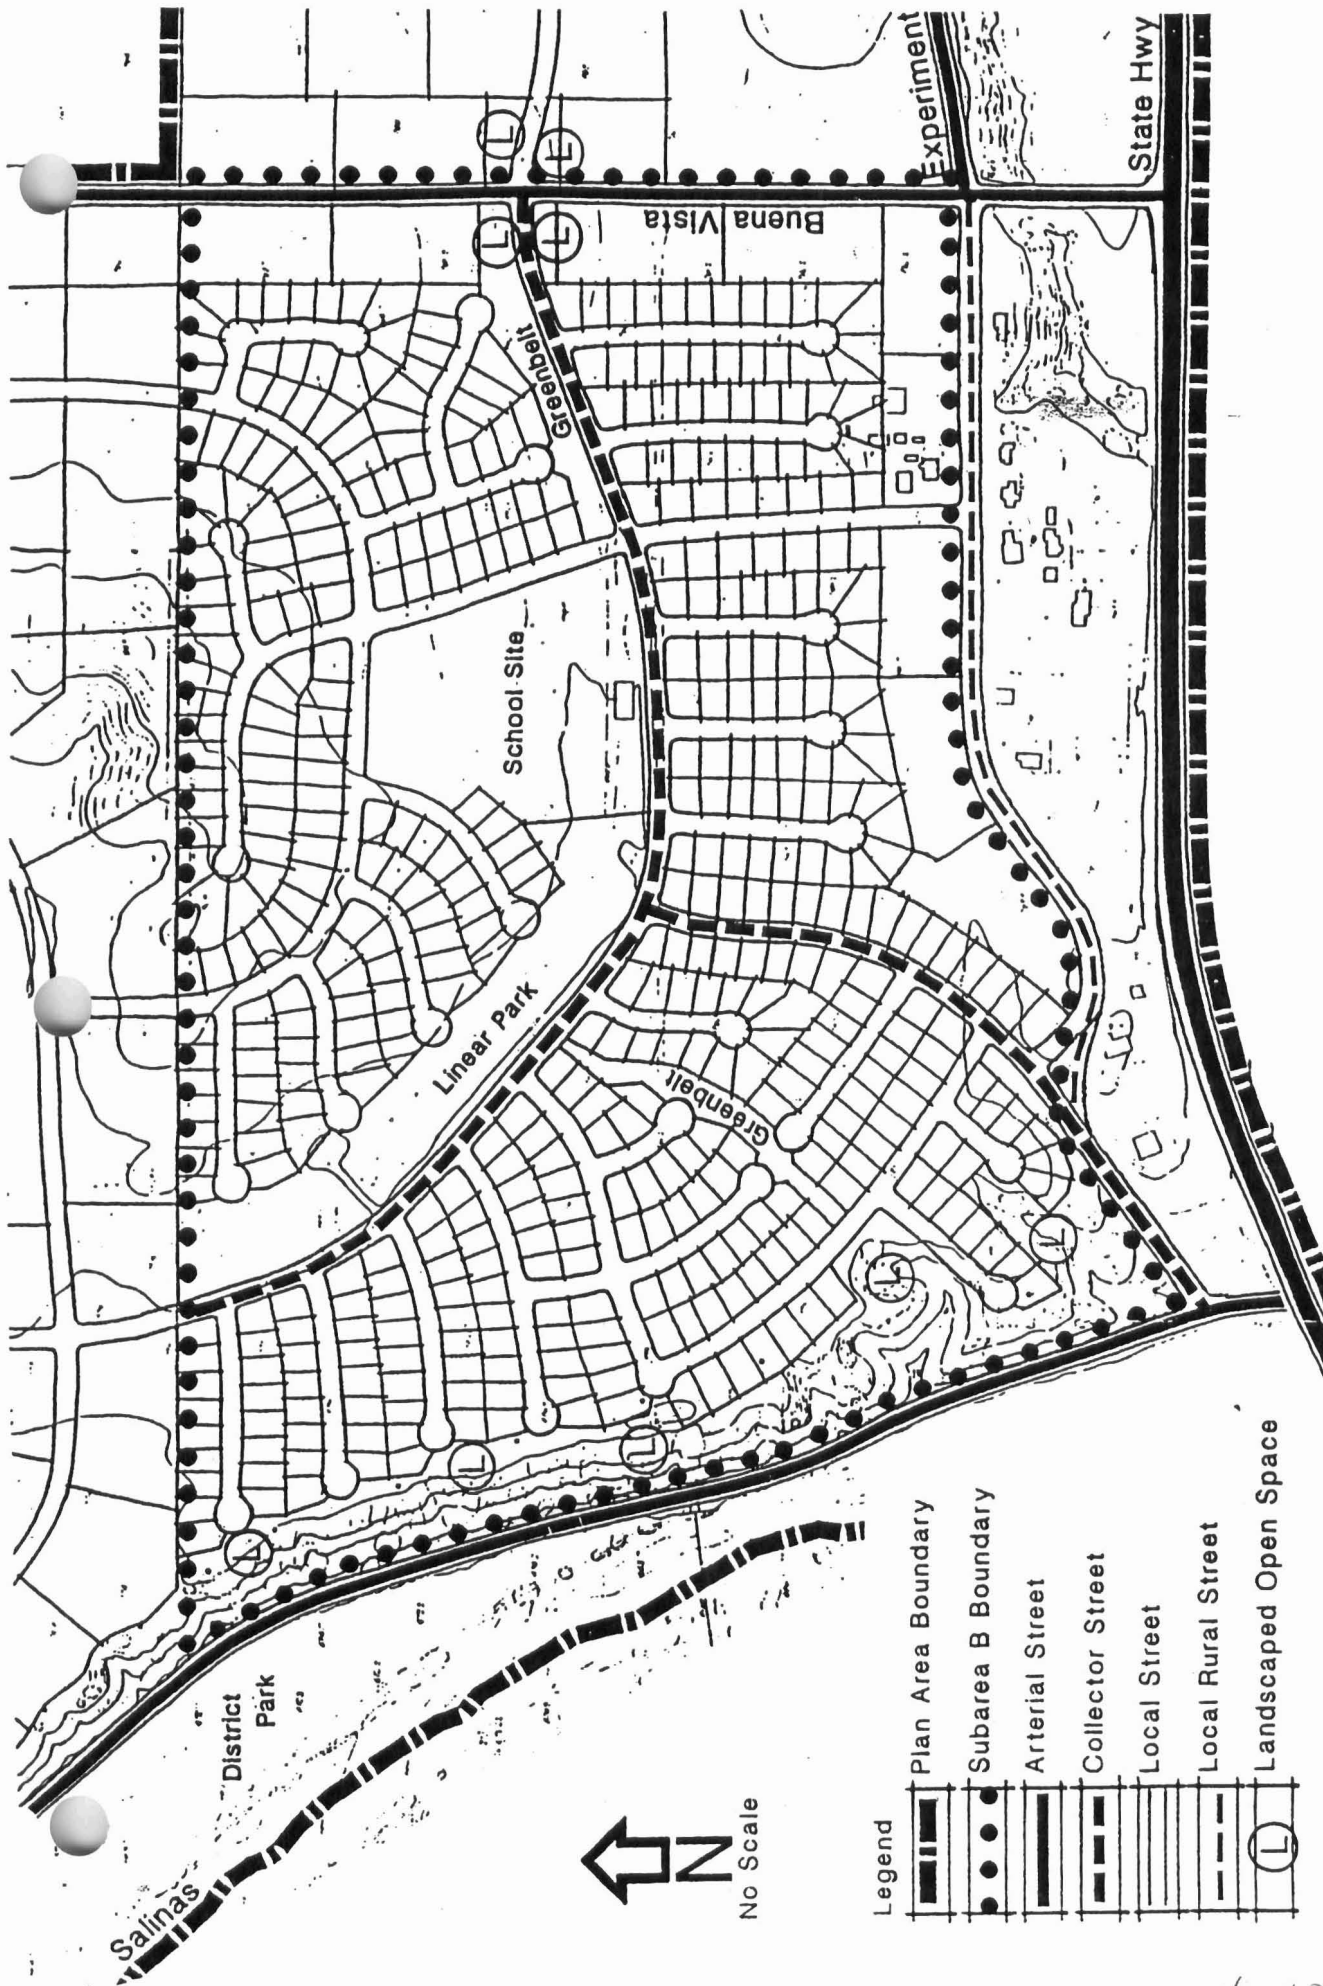 Experiment
State Hwy
Buena Vista
Greenbelt
School Site
Linear Park
Greenbelt
District
Park
Salinas
N
No Scale
Legend
Plan Area Boundary
Subarea B Boundary
Arterial Street
Collector Street
Local Street
Local Rural Street
L Landscaped Open Space
L
L
L
L
L
L
L
L
L